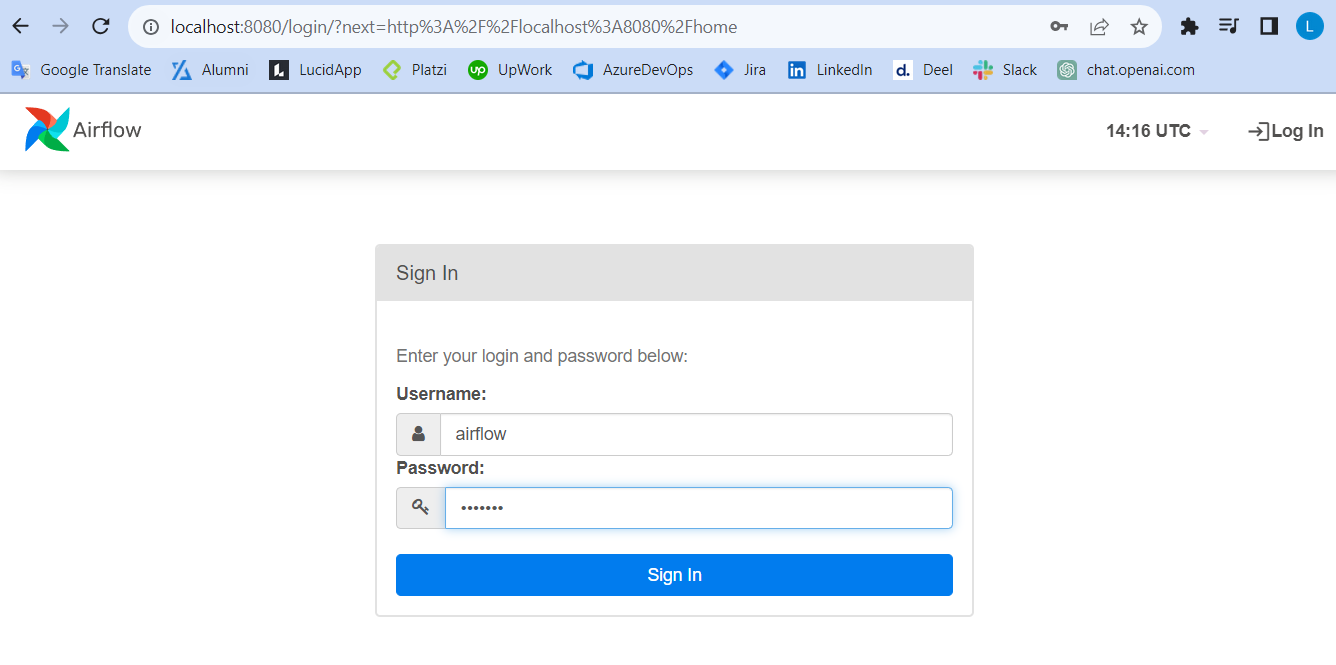 localhost:8080/login/?next=http%3A%2F%2Flocalhost%3A8080%2Fhome L
Google Translate Alumni LucidApp Platzi UpWork AzureDevOps Jira LinkedIn Deel Slack chat.openai.com
Airflow 14:16 UTC Log In
Sign In
Enter your login and password below:
Username:
airflow
Password:
•••••••
Sign In